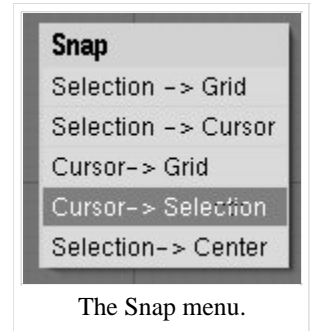 Snap
Selection -> Grid
Selection -> Cursor
Cursor-> Grid
Cursor-> Selection
Selection-> Center
The Snap menu.